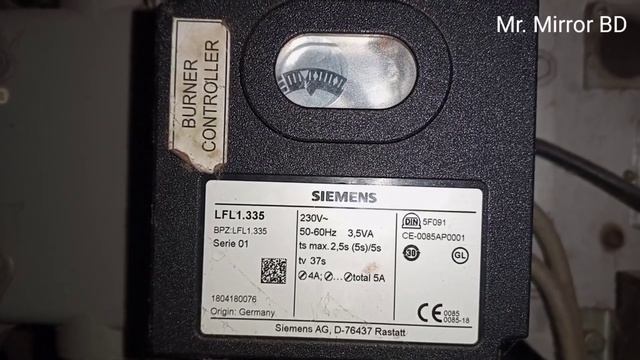 Mr. Mirror BD
BURNER
CONTROLLER
SIEMENS
LFL1.335
BPZ:LFL1.335
Serie 01
1804180076
Origin: Germany
230V~
50-60Hz 3,5VA
ts max. 2,5s (5s)/5s
tv 37s
⊘4A; ⊘...⊘total 5A
DIN 5F091
CE-0085AP0001
GL
CE 0085
0085-18
Siemens AG, D-76437 Rastatt